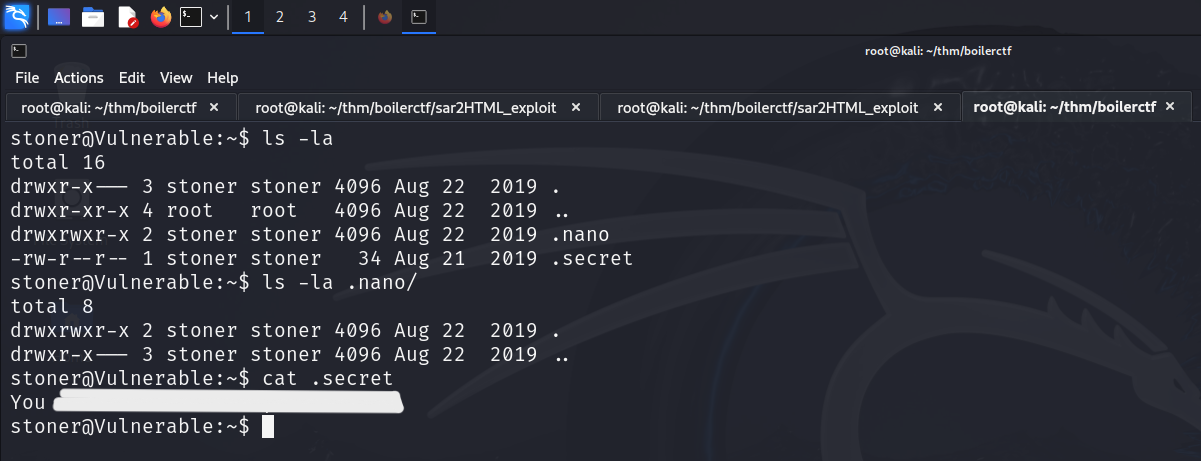 1 2 3 4
root@kali: ~/thm/boilerctf
File Actions Edit View Help
root@kali: ~/thm/boilerctf × root@kali: ~/thm/boilerctf/sar2HTML_exploit × root@kali: ~/thm/boilerctf/sar2HTML_exploit × root@kali: ~/thm/boilerctf ×
stoner@Vulnerable:~$ ls -la
total 16
drwxr-x--- 3 stoner stoner 4096 Aug 22  2019 .
drwxr-xr-x 4 root   root   4096 Aug 22  2019 ..
drwxrwxr-x 2 stoner stoner 4096 Aug 22  2019 .nano
-rw-r--r-- 1 stoner stoner   34 Aug 21  2019 .secret
stoner@Vulnerable:~$ ls -la .nano/
total 8
drwxrwxr-x 2 stoner stoner 4096 Aug 22  2019 .
drwxr-x--- 3 stoner stoner 4096 Aug 22  2019 ..
stoner@Vulnerable:~$ cat .secret
You
stoner@Vulnerable:~$